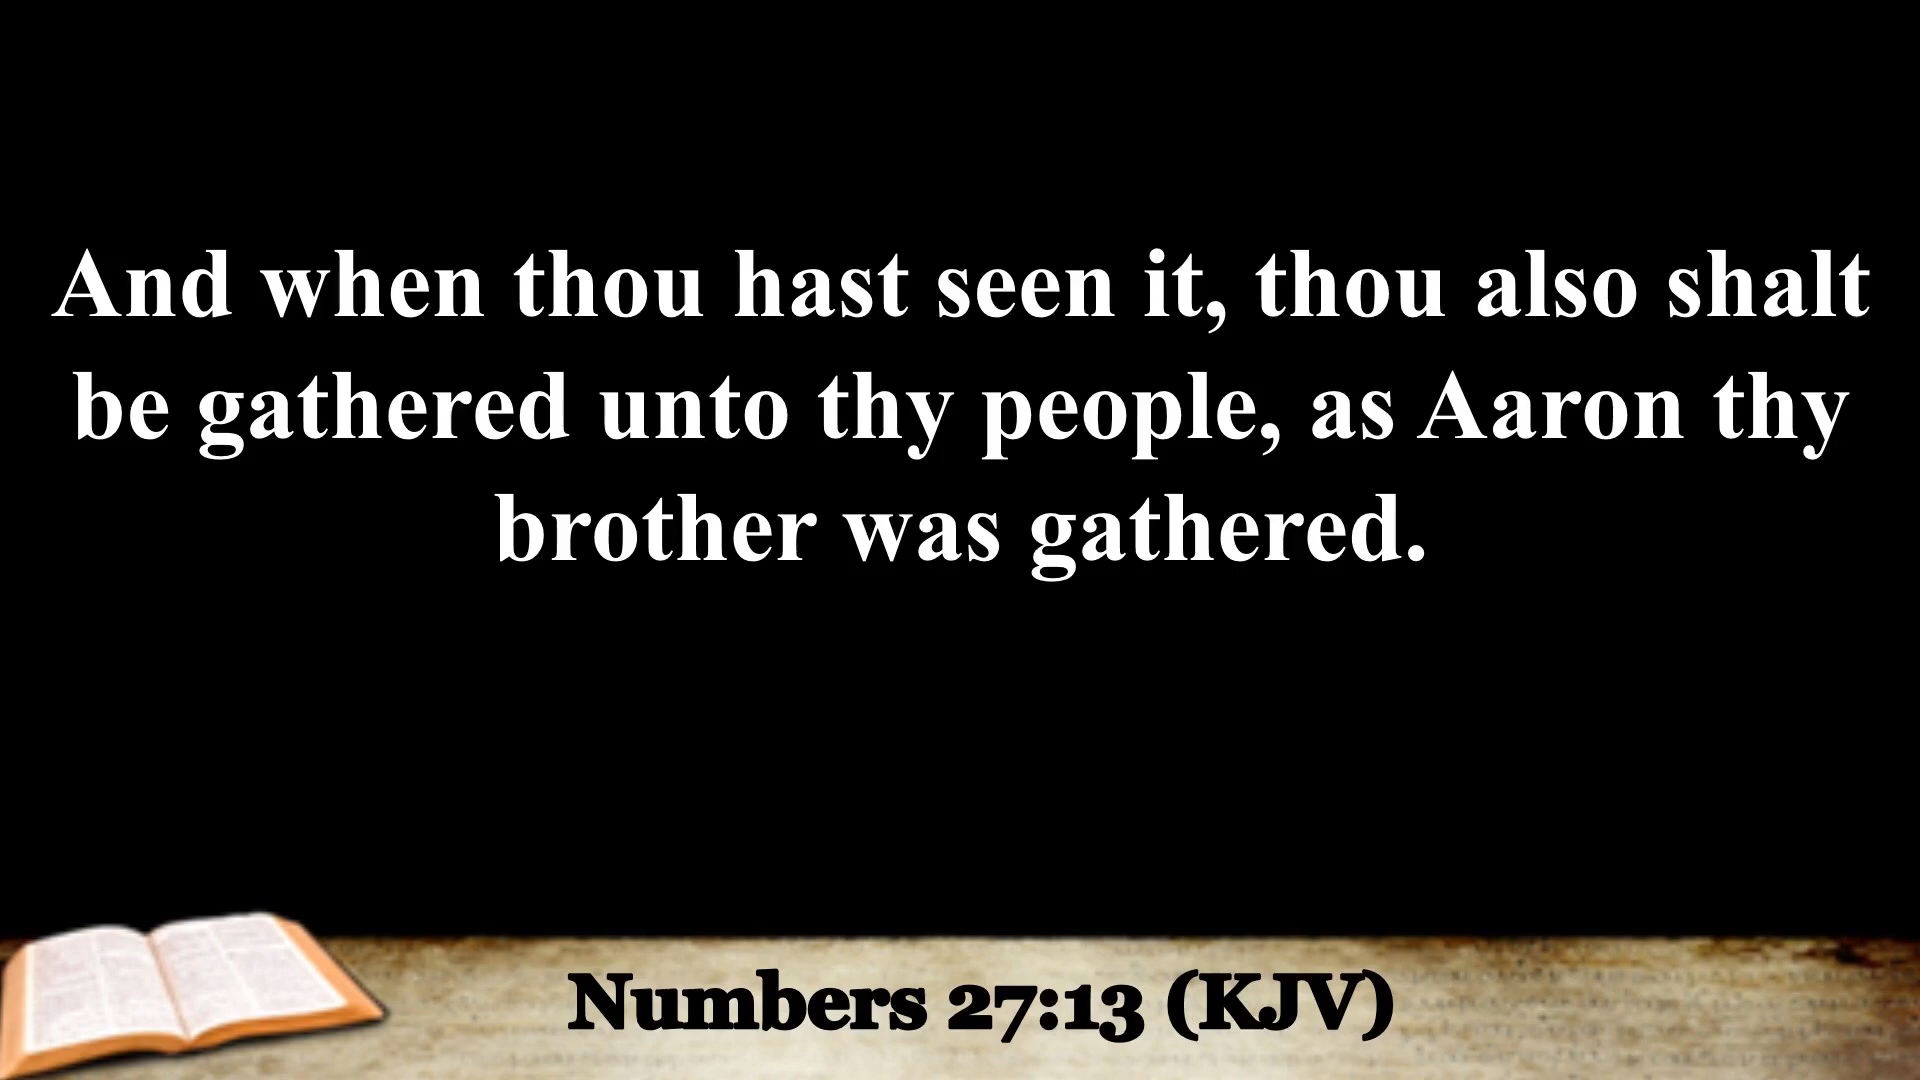 And when thou hast seen it, thou also shalt
be gathered unto thy people, as Aaron thy
brother was gathered.
Numbers 27:13 (KJV)